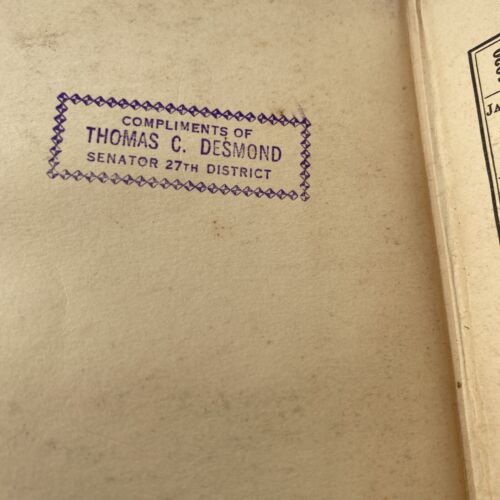 COMPLIMENTS OF
THOMAS C. DESMOND
SENATOR 27TH DISTRICT